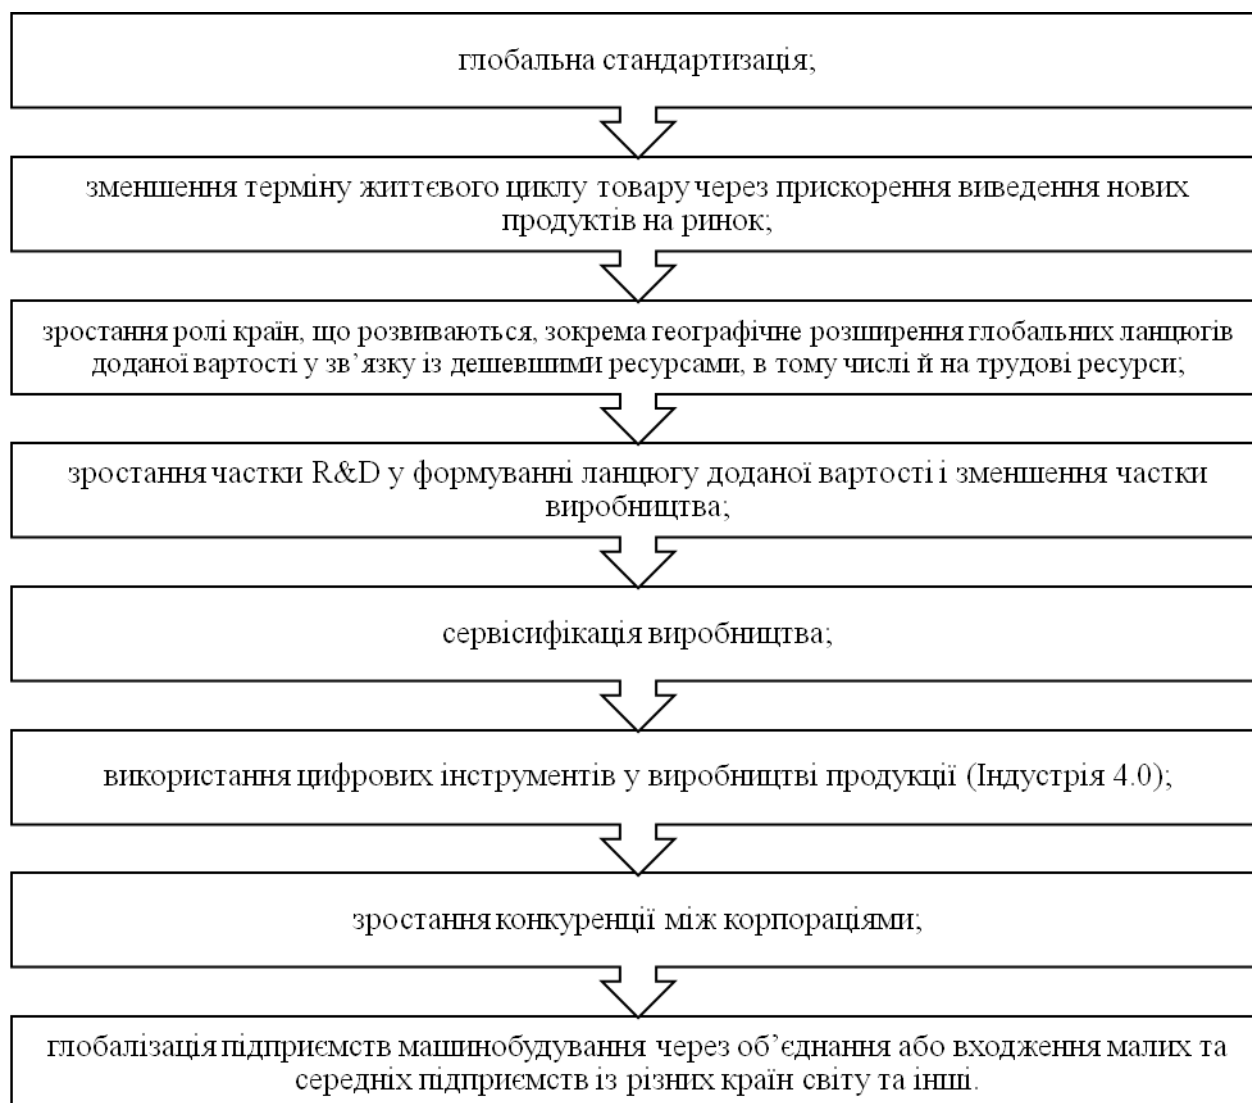 глобальна стандартизація;
зменшення терміну життєвого циклу товару через прискорення виведення нових
продуктів на ринок;
зростання ролі країн, що розвиваються, зокрема географічне розширення глобальних ланцюгів
доданої вартості у зв’язку із дешевшими ресурсами, в тому числі й на трудові ресурси;
зростання частки R&D у формуванні ланцюгу доданої вартості і зменшення частки
виробництва;
сервісифікація виробництва;
використання цифрових інструментів у виробництві продукції (Індустрія 4.0);
зростання конкуренції між корпораціями;
глобалізація підприємств машинобудування через об’єднання або входження малих та
середніх підприємств із різних країн світу та інші.